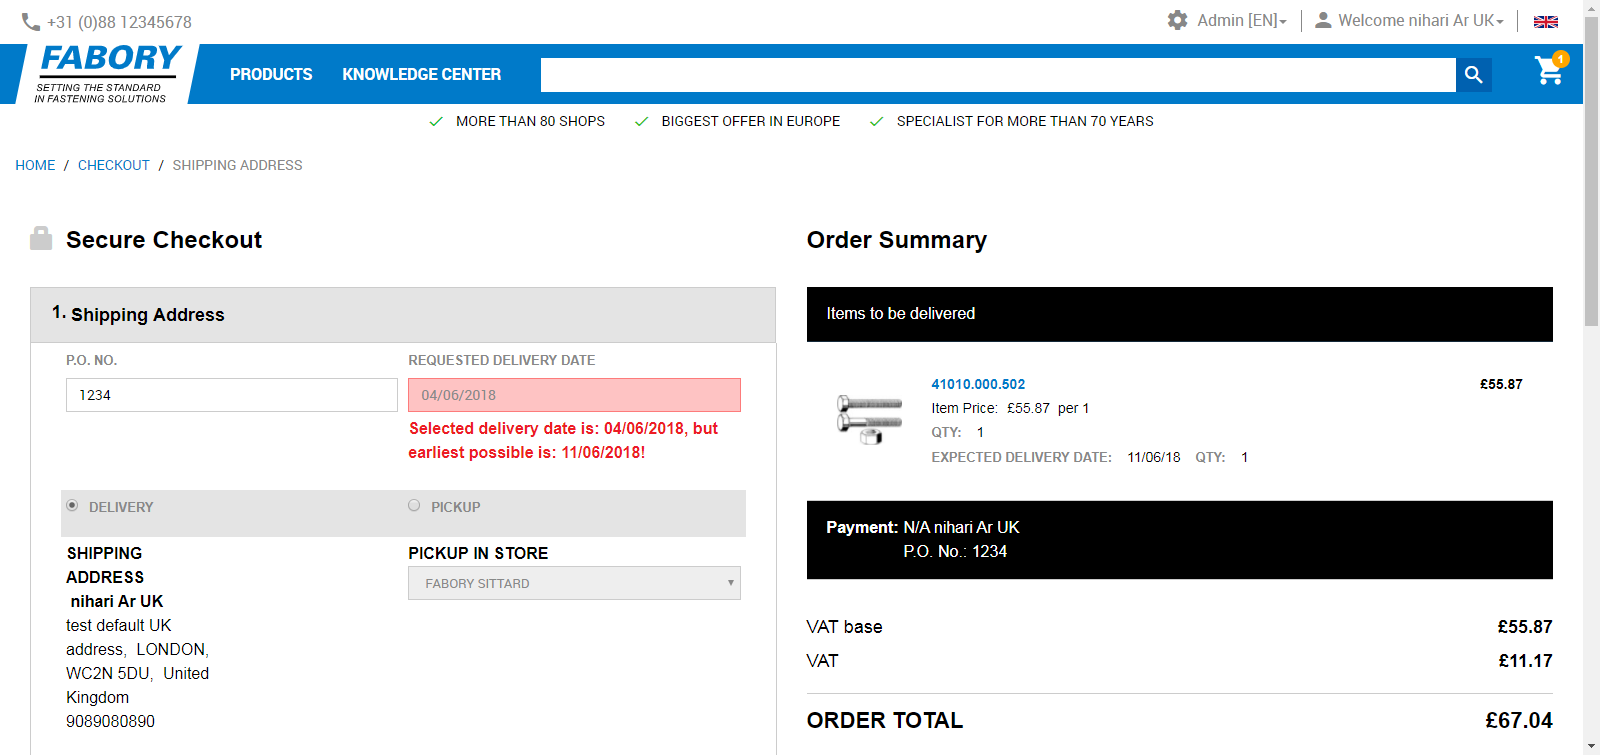 +31 (0)88 12345678
Admin [EN]
Welcome nihari Ar UK
FABORY
SETTING THE STANDARD
IN FASTENING SOLUTIONS
PRODUCTS
KNOWLEDGE CENTER
1
MORE THAN 80 SHOPS
BIGGEST OFFER IN EUROPE
SPECIALIST FOR MORE THAN 70 YEARS
HOME / CHECKOUT / SHIPPING ADDRESS
Secure Checkout
1. Shipping Address
P.O. NO.
REQUESTED DELIVERY DATE
1234
04/06/2018
Selected delivery date is: 04/06/2018, but
earliest possible is: 11/06/2018!
DELIVERY
PICKUP
SHIPPING
ADDRESS
nihari Ar UK
test default UK
address, LONDON,
WC2N 5DU, United
Kingdom
9089080890
PICKUP IN STORE
FABORY SITTARD
Order Summary
Items to be delivered
41010.000.502
£55.87
Item Price: £55.87 per 1
QTY: 1
EXPECTED DELIVERY DATE: 11/06/18 QTY: 1
Payment: N/A nihari Ar UK
P.O. No.: 1234
VAT base £55.87
VAT £11.17
ORDER TOTAL £67.04